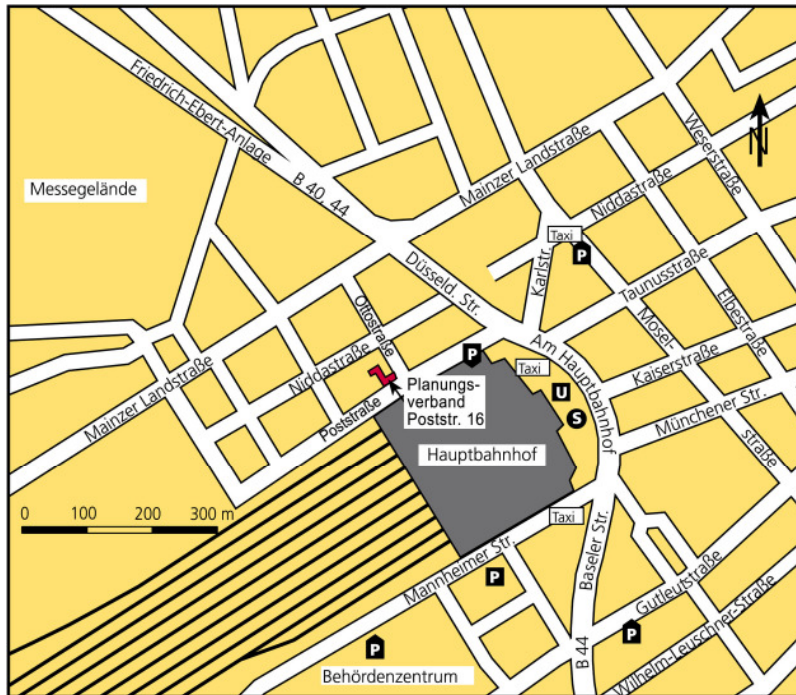 Friedrich-Ebert-Anlage
B 40, 44
Messegelände
Mainzer Landstraße
Weserstraße
N
Niddastraße
Taxi
P
Karlstr.
Taunusstraße
Düsseld. Str.
Ottostraße
Elbestraße
Mosel-
straße
Am Hauptbahnhof
Kaiserstraße
Niddastraße
Mainzer Landstraße
P
Taxi
U
S
Münchener Str.
Poststraße
Planungs-
verband
Poststr. 16
Hauptbahnhof
0 100 200 300 m
Taxi
Mannheimer Str.
Baseler Str.
P
Gutleutstraße
P
P
B 44
Wilhelm-Leuschner-Straße
Behördenzentrum